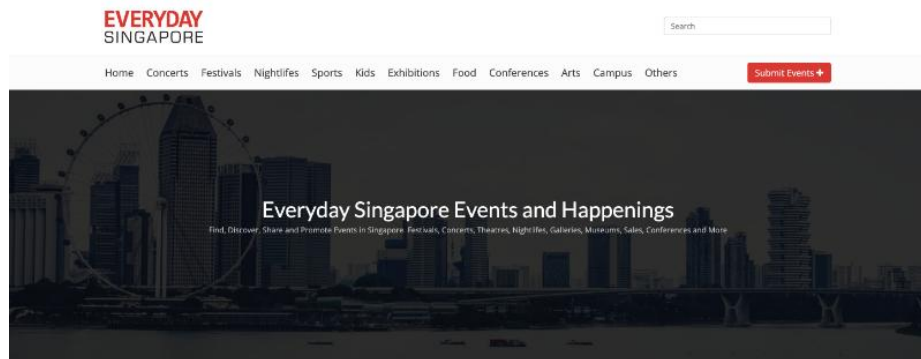 EVERYDAY
SINGAPORE
Search
Home Concerts Festivals Nightlifes Sports Kids Exhibitions Food Conferences Arts Campus Others
Submit Events +
Everyday Singapore Events and Happenings
Find, Discover, Share and Promote Events in Singapore. Festivals, Concerts, Theatres, Nightlifes, Galleries, Museums, Sales, Conferences and More